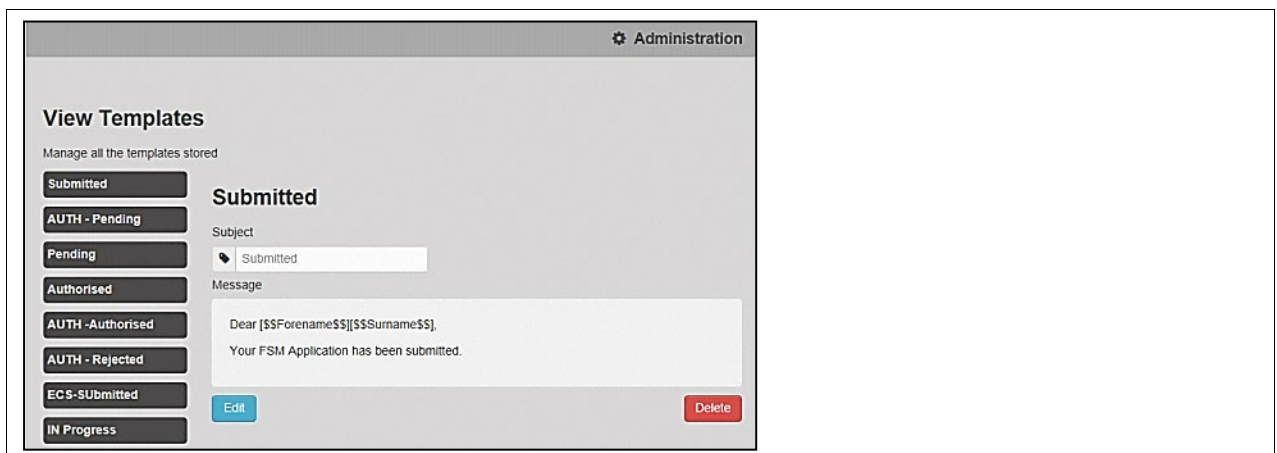 Administration
View Templates
Manage all the templates stored
Submitted
AUTH - Pending
Pending
Authorised
AUTH -Authorised
AUTH - Rejected
ECS-SUbmitted
IN Progress
Submitted
Subject
Submitted
Message
Dear [$$Forename$$][$$Surname$$],
Your FSM Application has been submitted.
Edit
Delete